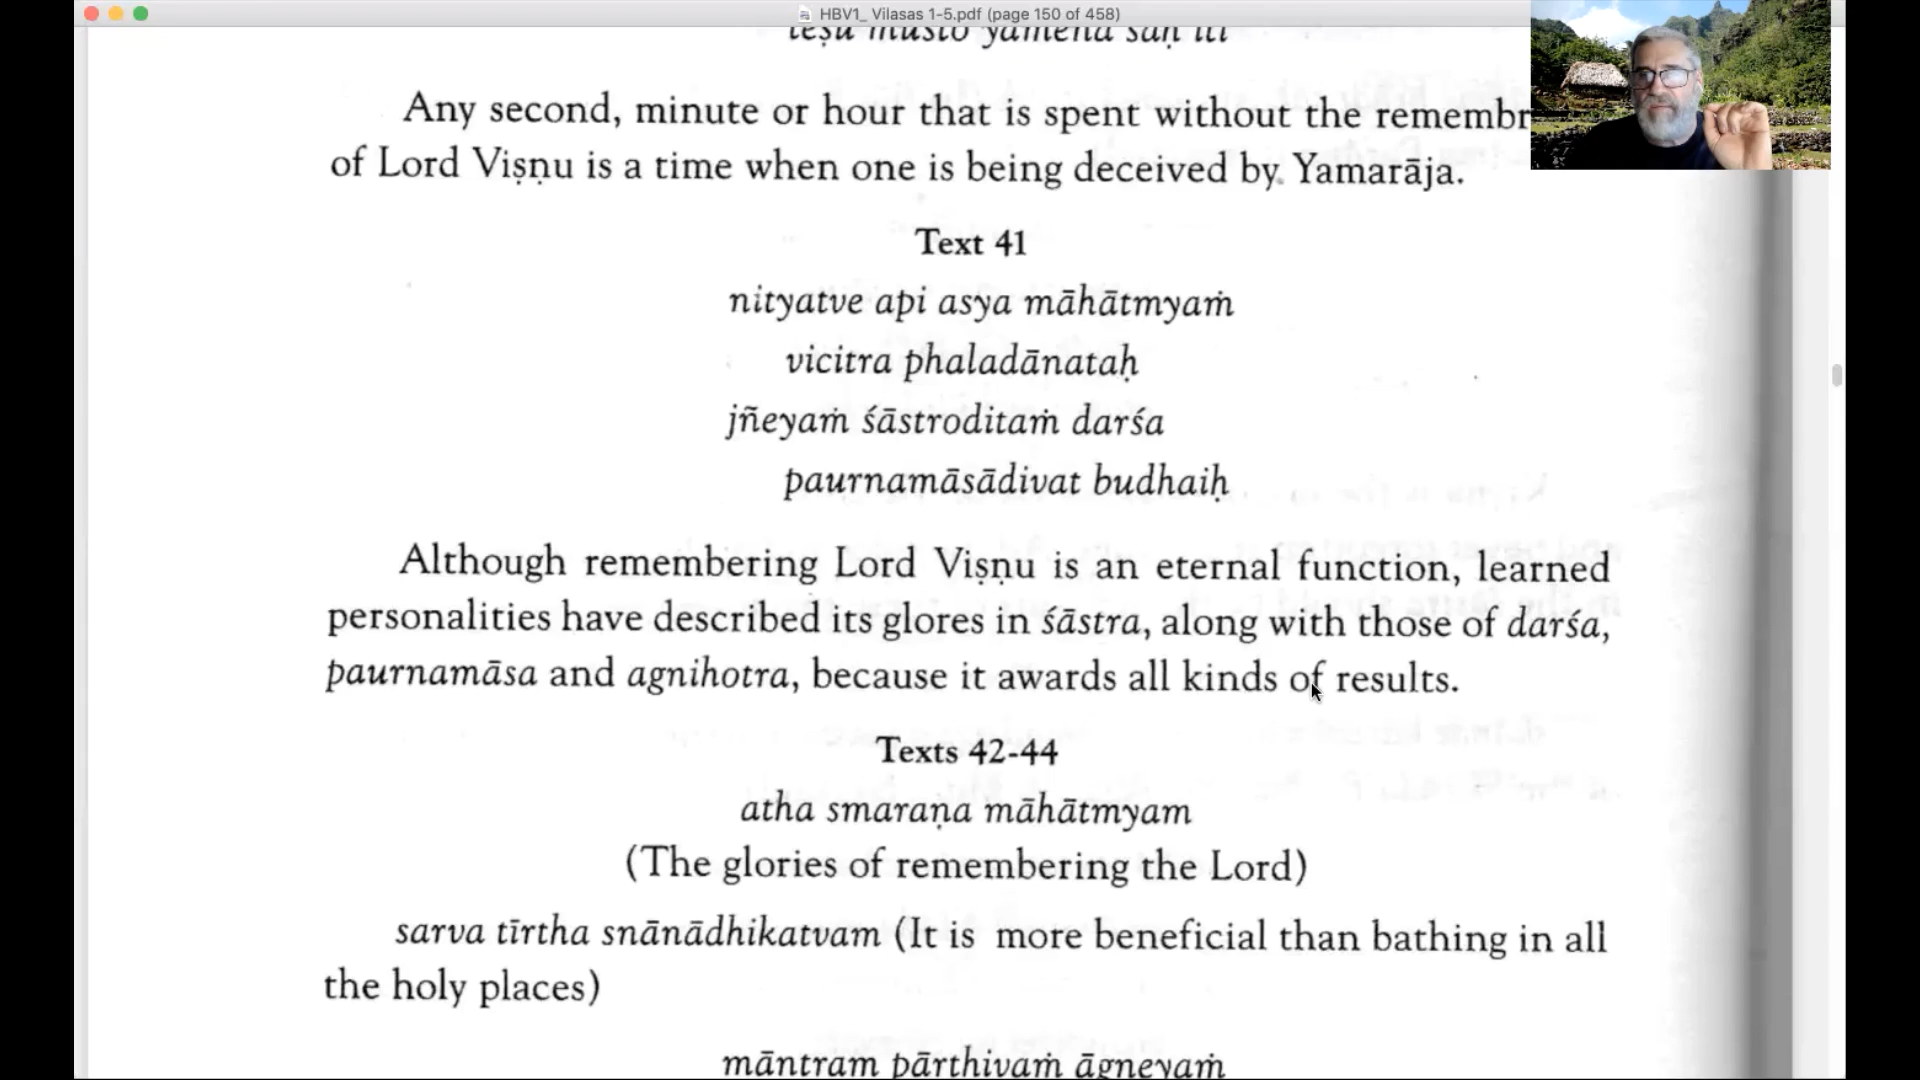 HBV1_ Vilasas 1-5.pdf (page 150 of 458)
Any second, minute or hour that is spent without the remembr
of Lord Viṣṇu is a time when one is being deceived by Yamarāja.
Text 41
nityatve api asya māhātmyaṁ
vicitra phaladānataḥ
jñeyaṁ śāstroditaṁ darśa
paurnamāsādivat budhaiḥ
Although remembering Lord Viṣṇu is an eternal function, learned
personalities have described its glores in śāstra, along with those of darśa,
paurnamāsa and agnihotra, because it awards all kinds of results.
Texts 42-44
atha smaraṇa māhātmyam
(The glories of remembering the Lord)
sarva tīrtha snānādhikatvam (It is more beneficial than bathing in all
the holy places)
māntram pārthivaṁ āgneyaṁ